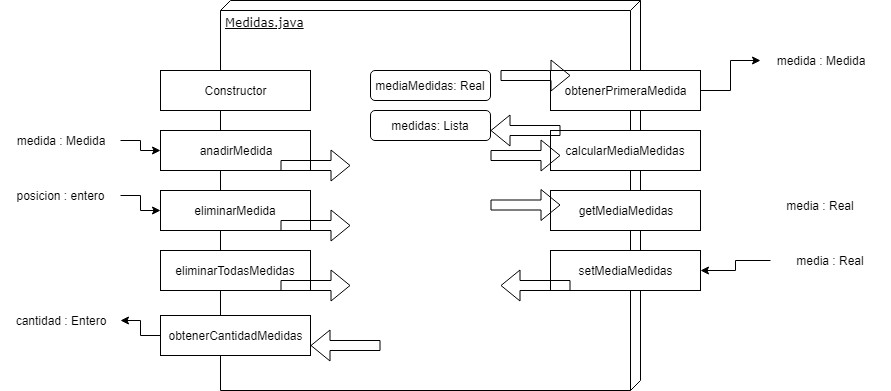 Medidas.java
Constructor
mediaMedidas: Real
obtenerPrimeraMedida
medida : Medida
medidas: Lista
medida : Medida
anadirMedida
calcularMediaMedidas
posicion : entero
eliminarMedida
getMediaMedidas
media : Real
eliminarTodasMedidas
setMediaMedidas
media : Real
cantidad : Entero
obtenerCantidadMedidas